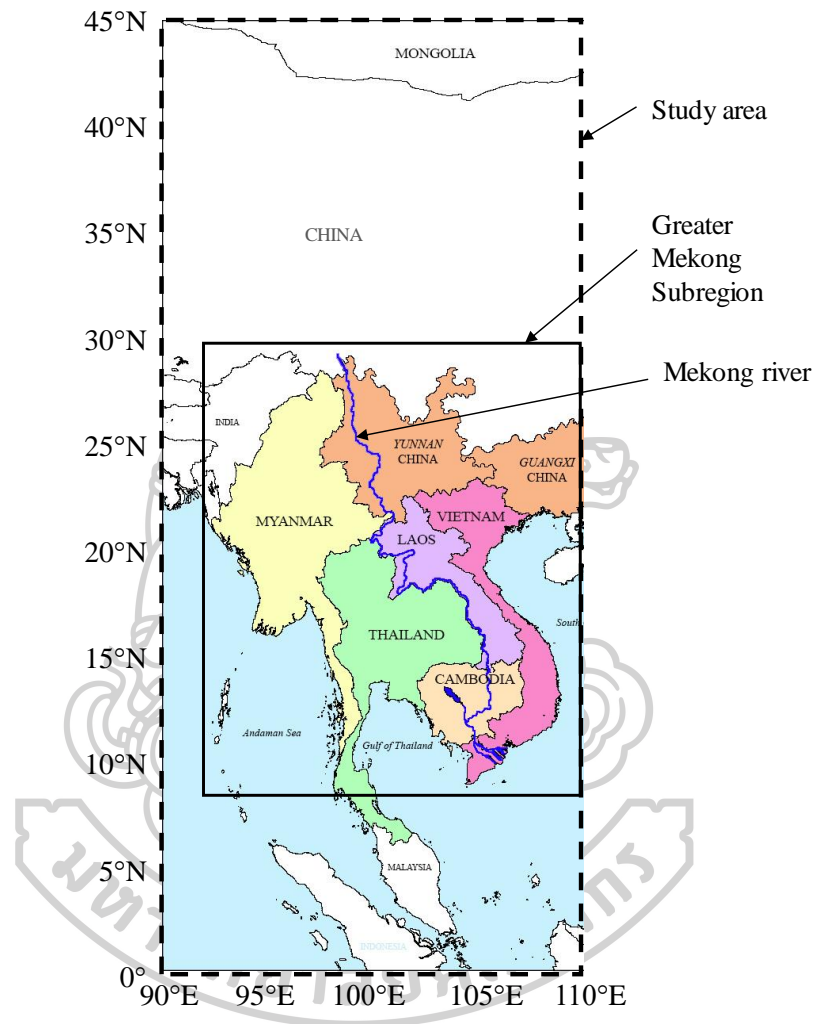 45°N
MONGOLIA
Study area
40°N
Greater
Mekong
Subregion
35°N
CHINA
30°N
Mekong river
INDIA
25°N
YUNNAN
CHINA
GUANGXI
CHINA
VIETNAM
MYANMAR
LAOS
20°N
South
THAILAND
15°N
CAMBODIA
Andaman Sea
Gulf of Thailand
10°N
MALAYSIA
5°N
INDONESIA
0°
90°E 95°E 100°E 105°E 110°E